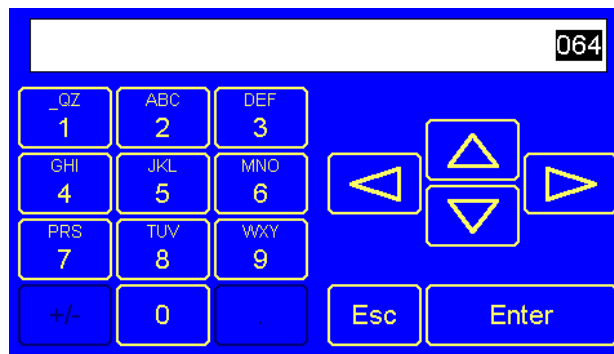 064
_QZ ABC DEF
1 2 3
GHI JKL MNO
4 5 6
PRS TUV WXY
7 8 9
+/- 0 . Esc Enter